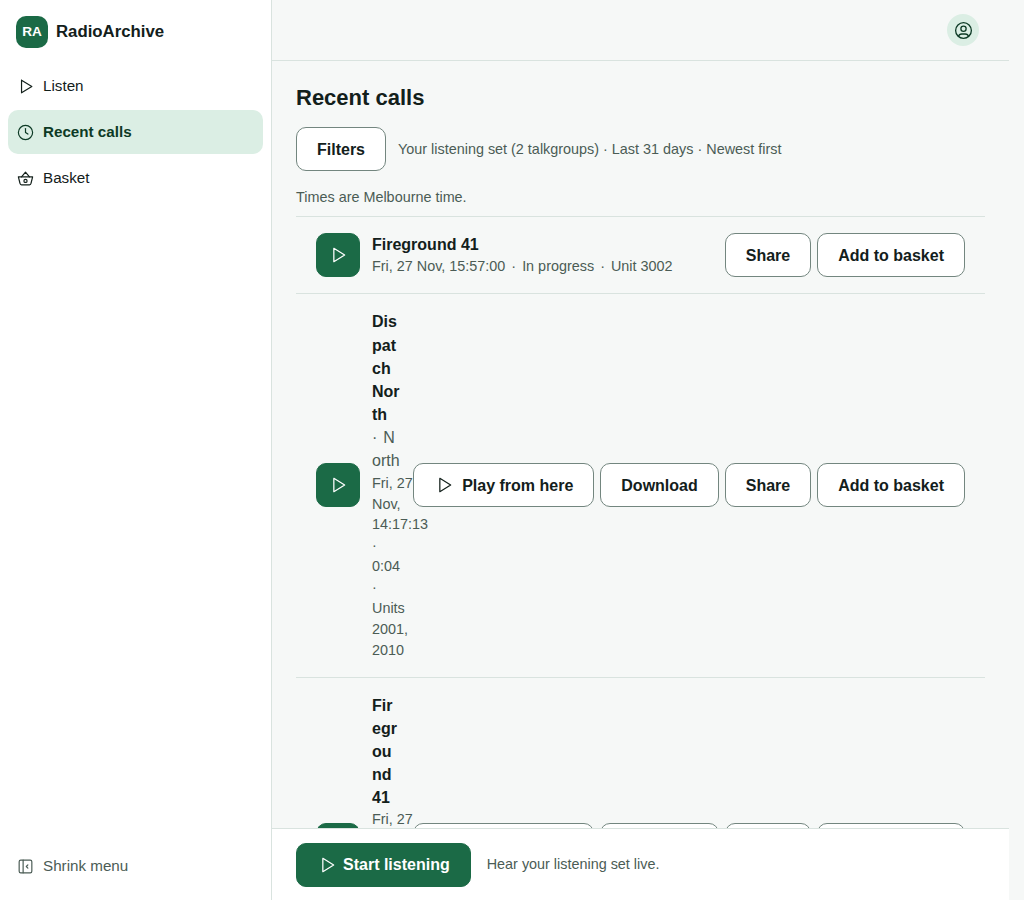 RA RadioArchive
Listen
Recent calls
Basket
Shrink menu
Recent calls
Filters
Your listening set (2 talkgroups) · Last 31 days · Newest first
Times are Melbourne time.
Fireground 41
Fri, 27 Nov, 15:57:00 · In progress · Unit 3002
Share
Add to basket
Dis
pat
ch
Nor
th
· N
orth
Fri, 27
Nov,
14:17:13
·
0:04
·
Units
2001,
2010
Play from here
Download
Share
Add to basket
Fir
egr
ou
nd
41
Fri, 27
Start listening
Hear your listening set live.